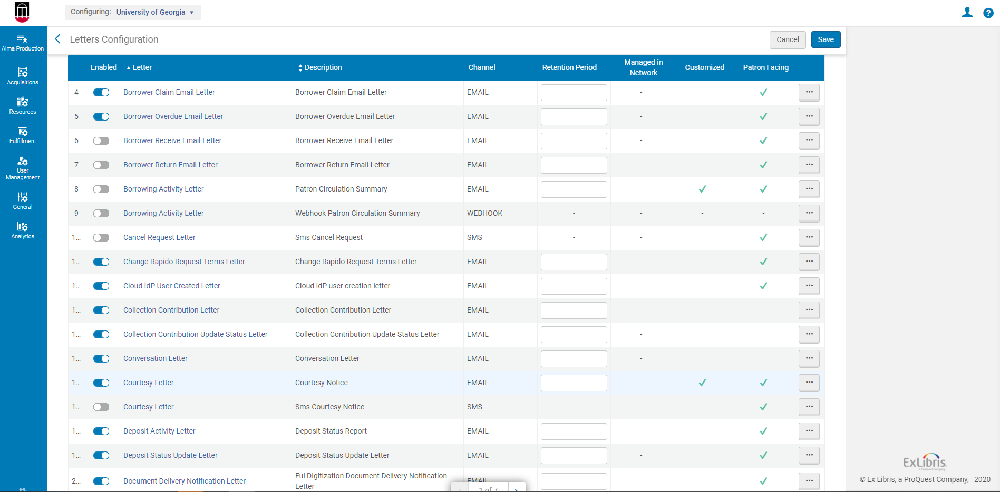 Configuring: University of Georgia
Letters Configuration
Cancel Save
Alma Production
Acquisitions
Resources
Fulfillment
User
Management
General
Analytics
Enabled Letter Description Channel Retention Period Managed in Network Customized Patron Facing
4 Borrower Claim Email Letter Borrower Claim Email Letter EMAIL -
5 Borrower Overdue Email Letter Borrower Overdue Email Letter EMAIL -
6 Borrower Receive Email Letter Borrower Receive Email Letter EMAIL -
7 Borrower Return Email Letter Borrower Return Email Letter EMAIL -
8 Borrowing Activity Letter Patron Circulation Summary EMAIL -
9 Borrowing Activity Letter Webhook Patron Circulation Summary WEBHOOK - - - -
1... Cancel Request Letter Sms Cancel Request SMS - -
1... Change Rapido Request Terms Letter Change Rapido Request Terms Letter EMAIL -
1... Cloud IdP User Created Letter Cloud IdP user creation letter EMAIL -
1... Collection Contribution Letter Collection Contribution Letter EMAIL -
1... Collection Contribution Update Status Letter Collection Contribution Update Status Letter EMAIL -
1... Conversation Letter Conversation Letter EMAIL -
1... Courtesy Letter Courtesy Notice EMAIL -
1... Courtesy Letter Sms Courtesy Notice SMS - -
1... Deposit Activity Letter Deposit Status Report EMAIL -
1... Deposit Status Update Letter Deposit Status Update Letter EMAIL -
2... Document Delivery Notification Letter Ful Digitization Document Delivery Notification Letter EMAIL -
1 of 7
ExLibris
a ProQuest Company
© Ex Libris, a ProQuest Company, 2020